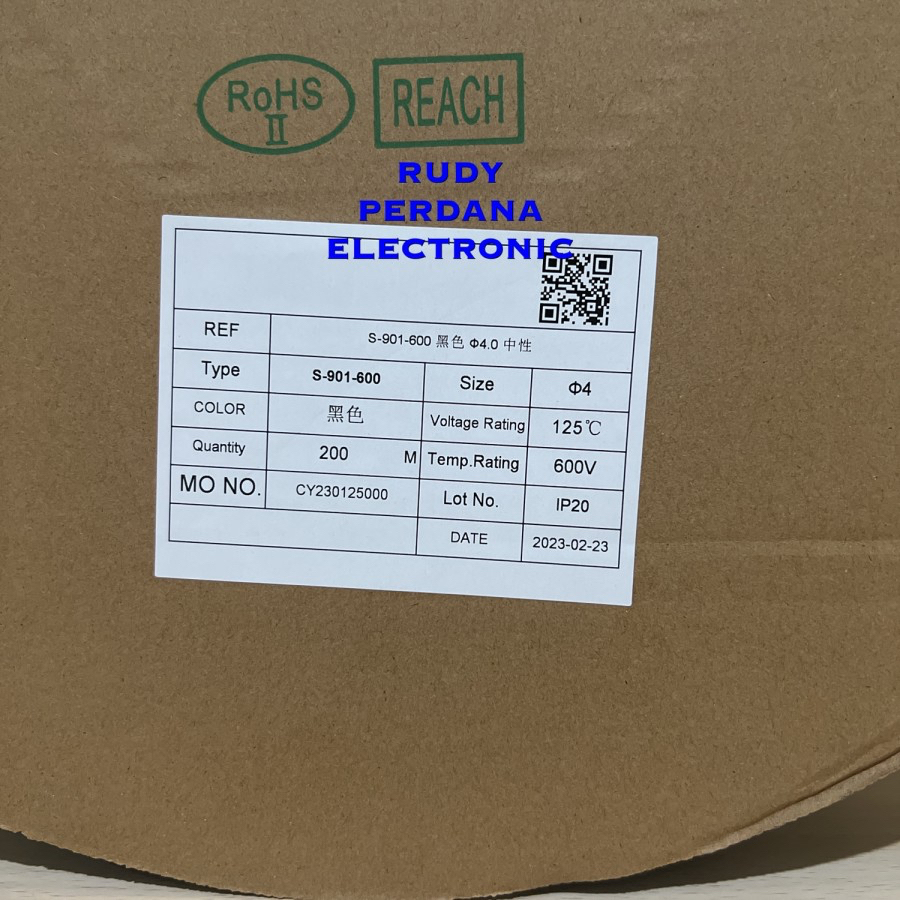 RoHS
II
REACH
RUDY
PERDANA
ELECTRONIC
REF S-901-600 黑色 Φ4.0 中性
Type S-901-600 Size Φ4
COLOR 黑色 Voltage Rating 125℃
Quantity 200 M Temp.Rating 600V
MO NO. CY230125000 Lot No. IP20
DATE 2023-02-23